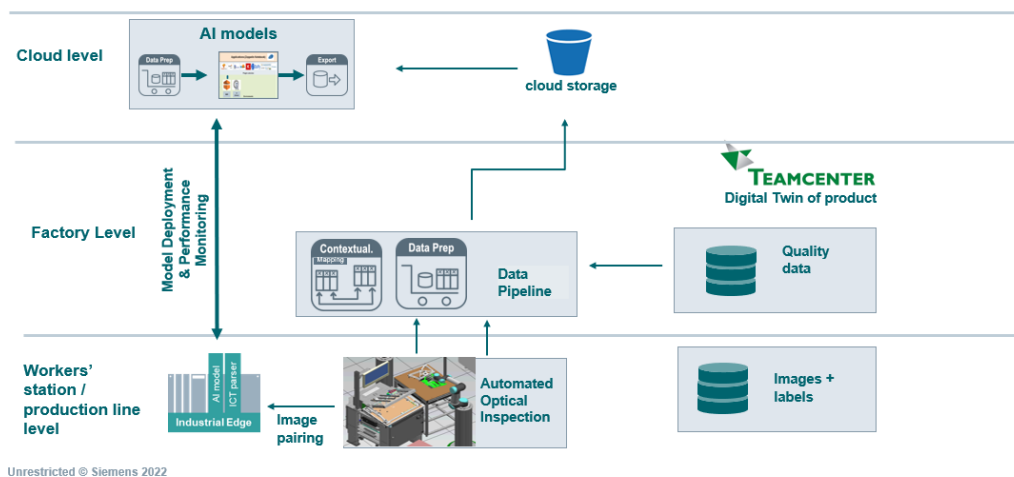 Cloud level
AI models
Data Prep
Export
cloud storage
TEAMCENTER
Digital Twin of product
Factory Level
Model Deployment
& Performance
Monitoring
Contextual.
Mapping
Data Prep
Data
Pipeline
Quality
data
Workers’
station /
production line
level
AI model
ICT parser
Industrial Edge
Image
pairing
Automated
Optical
Inspection
Images +
labels
Unrestricted © Siemens 2022